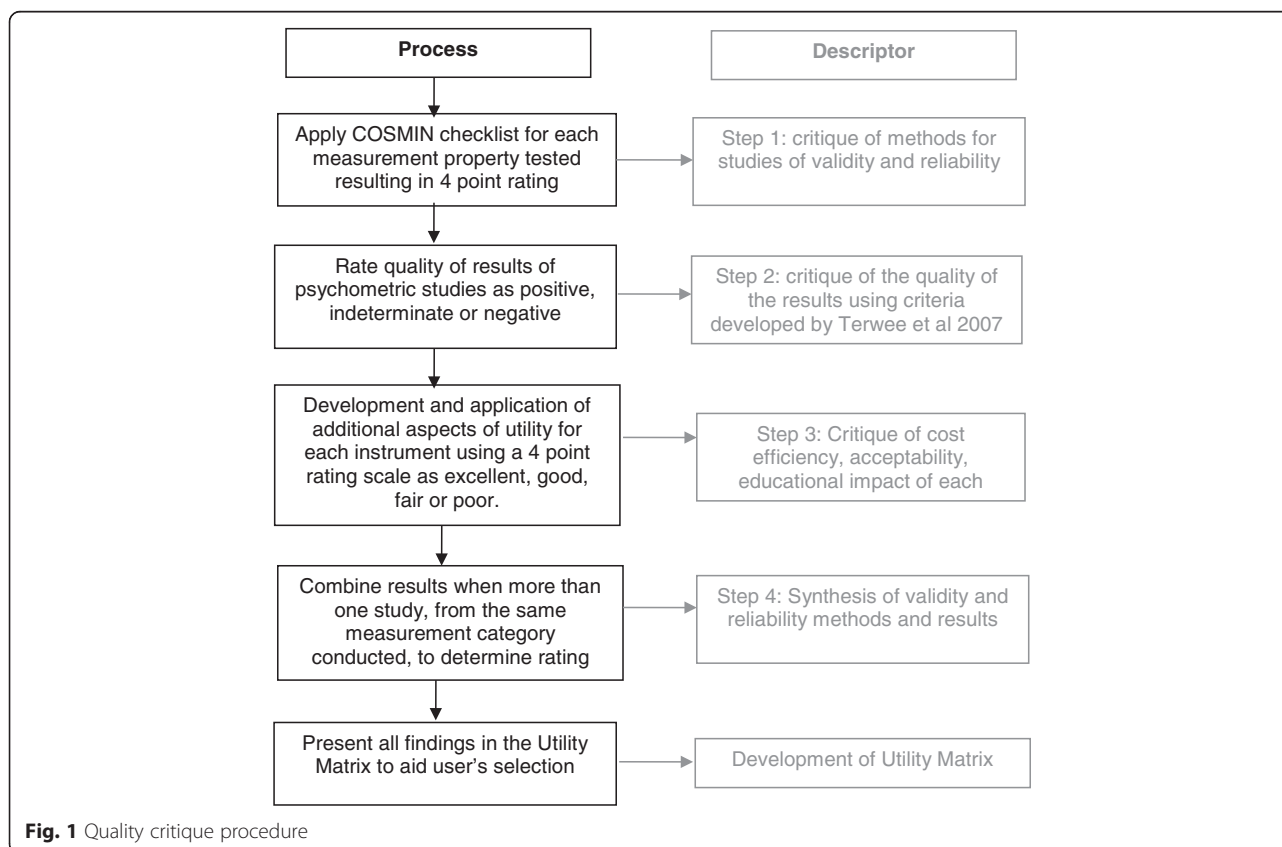 Process
Descriptor
Apply COSMIN checklist for each
measurement property tested
resulting in 4 point rating
Step 1: critique of methods for
studies of validity and reliability
Rate quality of results of
psychometric studies as positive,
indeterminate or negative
Step 2: critique of the quality of
the results using criteria
developed by Terwee et al 2007
Development and application of
additional aspects of utility for
each instrument using a 4 point
rating scale as excellent, good,
fair or poor.
Step 3: Critique of cost
efficiency, acceptability,
educational impact of each
Combine results when more than
one study, from the same
measurement category
conducted, to determine rating
Step 4: Synthesis of validity and
reliability methods and results
Present all findings in the Utility
Matrix to aid user's selection
Development of Utility Matrix
Fig. 1 Quality critique procedure